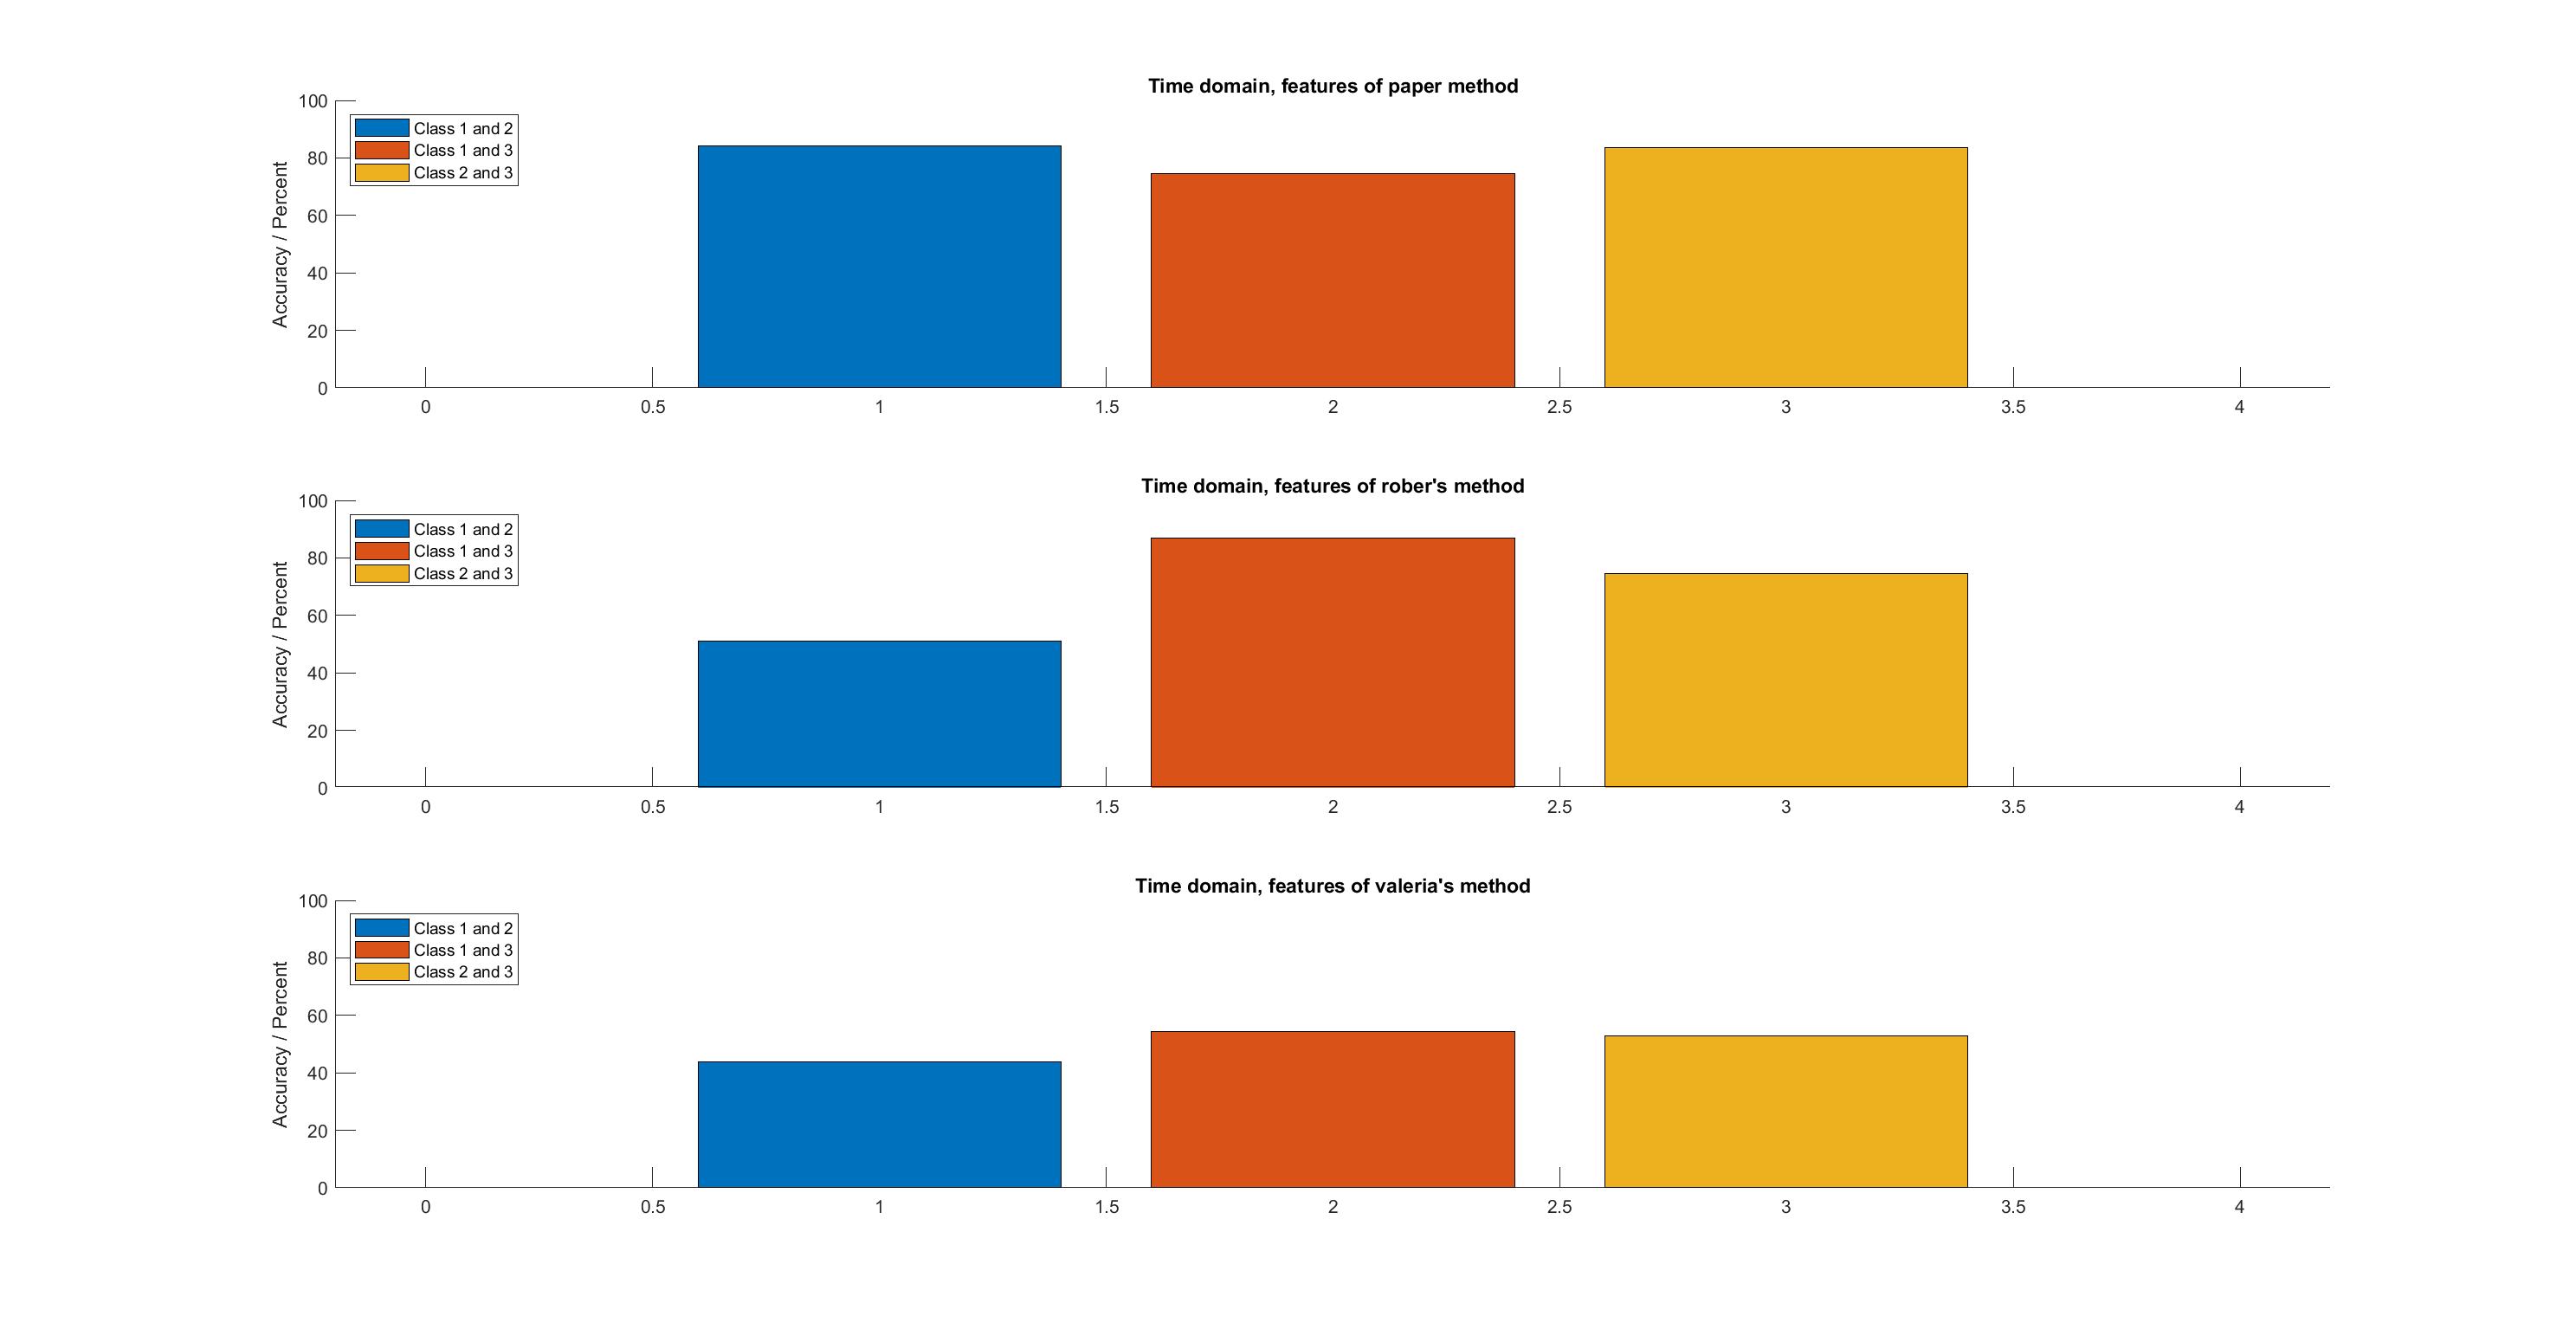 Time domain, features of paper method
100
80
60
40
20
0
Accuracy / Percent
Class 1 and 2
Class 1 and 3
Class 2 and 3
0 0.5 1 1.5 2 2.5 3 3.5 4
Time domain, features of rober's method
100
80
60
40
20
0
Accuracy / Percent
Class 1 and 2
Class 1 and 3
Class 2 and 3
0 0.5 1 1.5 2 2.5 3 3.5 4
Time domain, features of valeria's method
100
80
60
40
20
0
Accuracy / Percent
Class 1 and 2
Class 1 and 3
Class 2 and 3
0 0.5 1 1.5 2 2.5 3 3.5 4